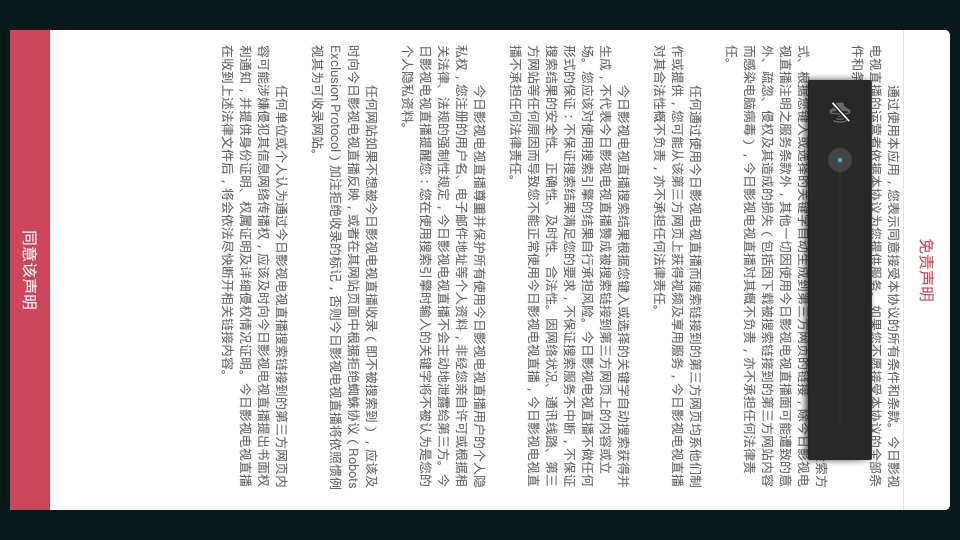 免责声明
通过使用本应用，您表示同意接受本协议的所有条件和条款。今日影视
电视直播的运营者依据本协议为您提供服务。如果您不愿接受本协议的全部条
件和条
索方
式、根据您键入或选择的关键字自动生成到第三方网页的链接，除今日影视电
视直播注明之服务条款外，其他一切因使用今日影视电视直播面可能遭致的意
外、疏忽、侵权及其造成的损失（包括因下载被搜索链接到的第三方网站内容
而感染电脑病毒），今日影视电视直播对其概不负责，亦不承担任何法律责
任。
任何通过使用今日影视电视直播而搜索链接到的第三方网页均系他们制
作或提供，您可能从该第三方网页上获得视频及享用服务，今日影视电视直播
对其合法性概不负责，亦不承担任何法律责任。
今日影视电视直播搜索结果根据您键入或选择的关键字自动搜索获得并
生成，不代表今日影视电视直播赞成被搜索链接到第三方网页上的内容或立
场。您应该对使用搜索引擎的结果自行承担风险。今日影视电视直播不做任何
形式的保证：不保证搜索结果满足您的要求，不保证搜索服务不中断，不保证
搜索结果的安全性、正确性、及时性、合法性。因网络状况、通讯线路、第三
方网站等任何原因而导致您不能正常使用今日影视电视直播，今日影视电视直
播不承担任何法律责任。
今日影视电视直播尊重并保护所有使用今日影视电视直播用户的个人隐
私权，您注册的用户名、电子邮件地址等个人资料，非经您亲自许可或根据相
关法律、法规的强制性规定，今日影视电视直播不会主动地泄露给第三方。今
日影视电视直播提醒您：您在使用搜索引擎时输入的关键字将不被认为是您的
个人隐私资料。
任何网站如果不想被今日影视电视直播收录（即不被搜索到），应该及
时向今日影视电视直播反映，或者在其网站页面中根据拒绝蜘蛛协议（Robots
Exclusion Protocol）加注拒绝收录的标记，否则今日影视电视直播将依照惯例
视其为可收录网站。
任何单位或个人认为通过今日影视电视直播搜索链接到的第三方网页内
容可能涉嫌侵犯其信息网络传播权，应该及时向今日影视电视直播提出书面权
利通知，并提供身份证明、权属证明及详细侵权情况证明。今日影视电视直播
在收到上述法律文件后，将会依法尽快断开相关链接内容。
同意该声明